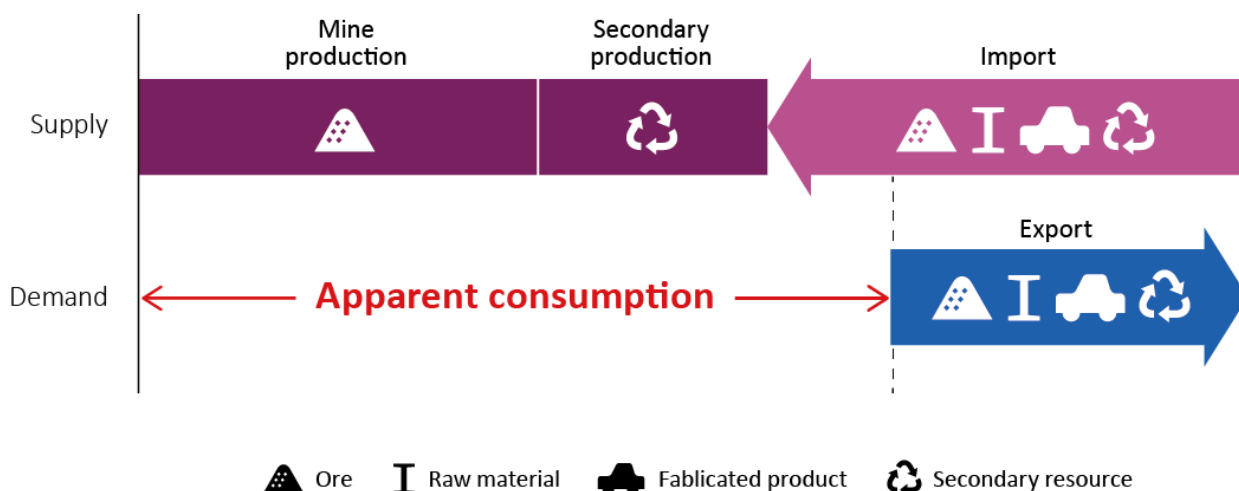 Mine
production
Secondary
production
Import
Supply
Export
Demand
Apparent consumption
Ore
Raw material
Fablicated product
Secondary resource